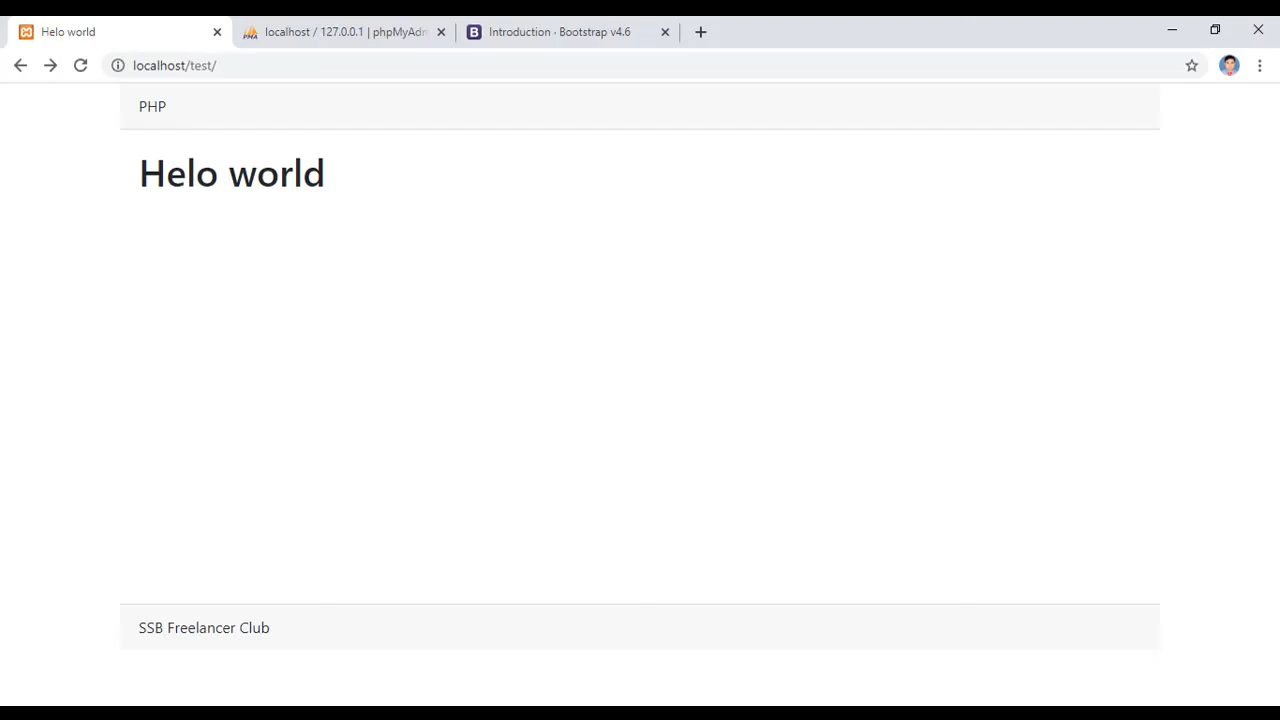 Helo world
localhost / 127.0.0.1 | phpMyAdm
Introduction · Bootstrap v4.6
localhost/test/
PHP
Helo world
SSB Freelancer Club